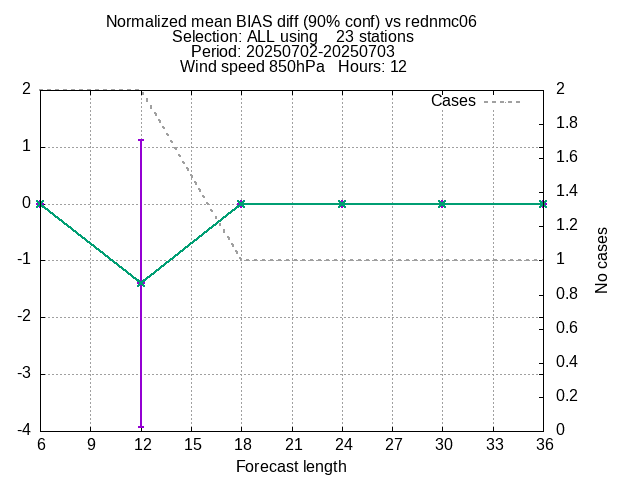 Normalized mean BIAS diff (90% conf) vs rednmc06
Selection: ALL using    23 stations
Period: 20250702-20250703
Wind speed 850hPa   Hours: 12
Cases
2
1
0
-1
-2
-3
-4
2
1.8
1.6
1.4
1.2
1
0.8
0.6
0.4
0.2
0
No cases
6 9 12 15 18 21 24 27 30 33 36
Forecast length